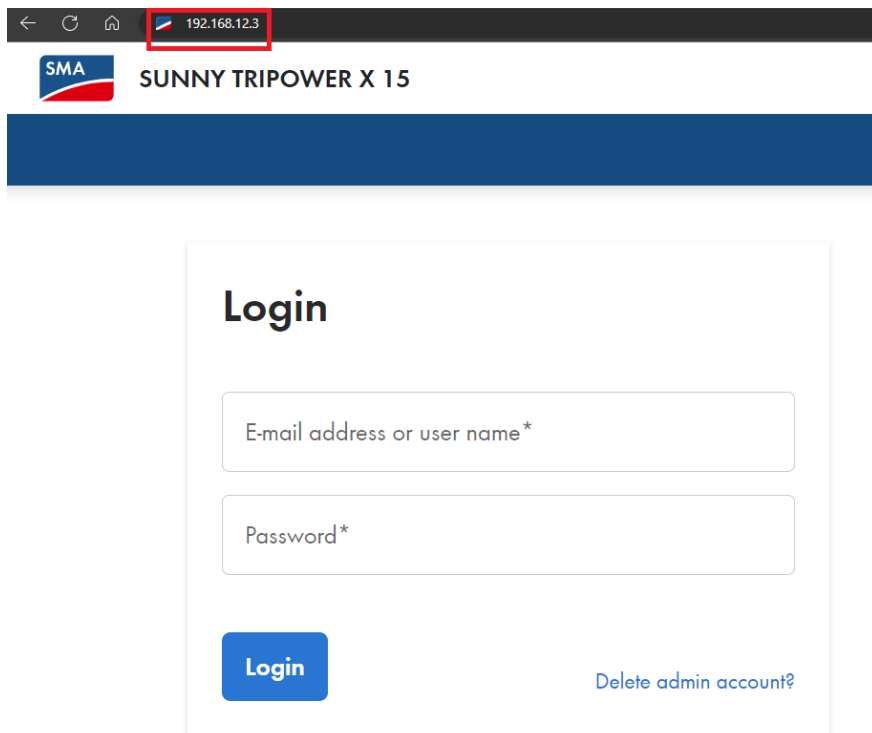 192.168.12.3
SMA
SUNNY TRIPOWER X 15
Login
E-mail address or user name*
Password*
Login
Delete admin account?